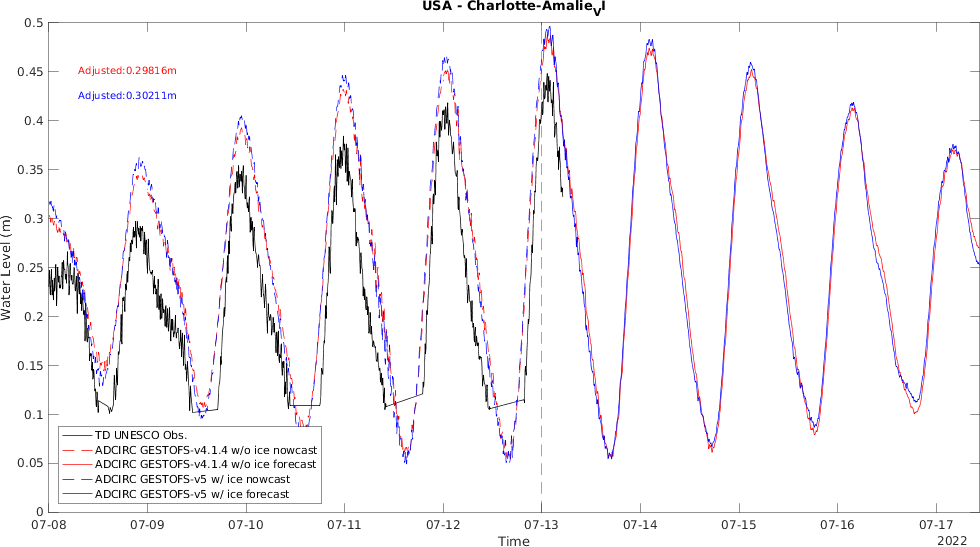 USA - Charlotte-Amalie_VI
Adjusted:0.29816m
Adjusted:0.30211m
Water Level (m)
0.5
0.45
0.4
0.35
0.3
0.25
0.2
0.15
0.1
0.05
0
TD UNESCO Obs.
ADCIRC GESTOFS-v4.1.4 w/o ice nowcast
ADCIRC GESTOFS-v4.1.4 w/o ice forecast
ADCIRC GESTOFS-v5 w/ ice nowcast
ADCIRC GESTOFS-v5 w/ ice forecast
07-08 07-09 07-10 07-11 07-12 07-13 07-14 07-15 07-16 07-17
Time
2022